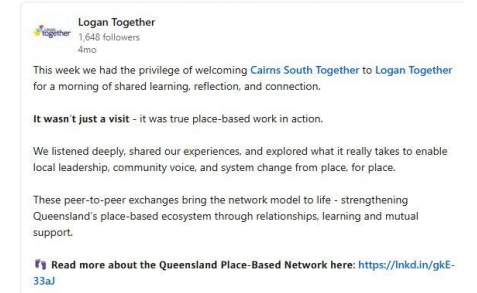 Logan Together
together
1,648 followers
4mo
This week we had the privilege of welcoming Cairns South Together to Logan Together
for a morning of shared learning, reflection, and connection.
It wasn't just a visit - it was true place-based work in action.
We listened deeply, shared our experiences, and explored what it really takes to enable
local leadership, community voice, and system change from place, for place.
These peer-to-peer exchanges bring the network model to life - strengthening
Queensland's place-based ecosystem through relationships, learning and mutual
support.
👣 Read more about the Queensland Place-Based Network here: https://lnkd.in/gkE-
33aJ